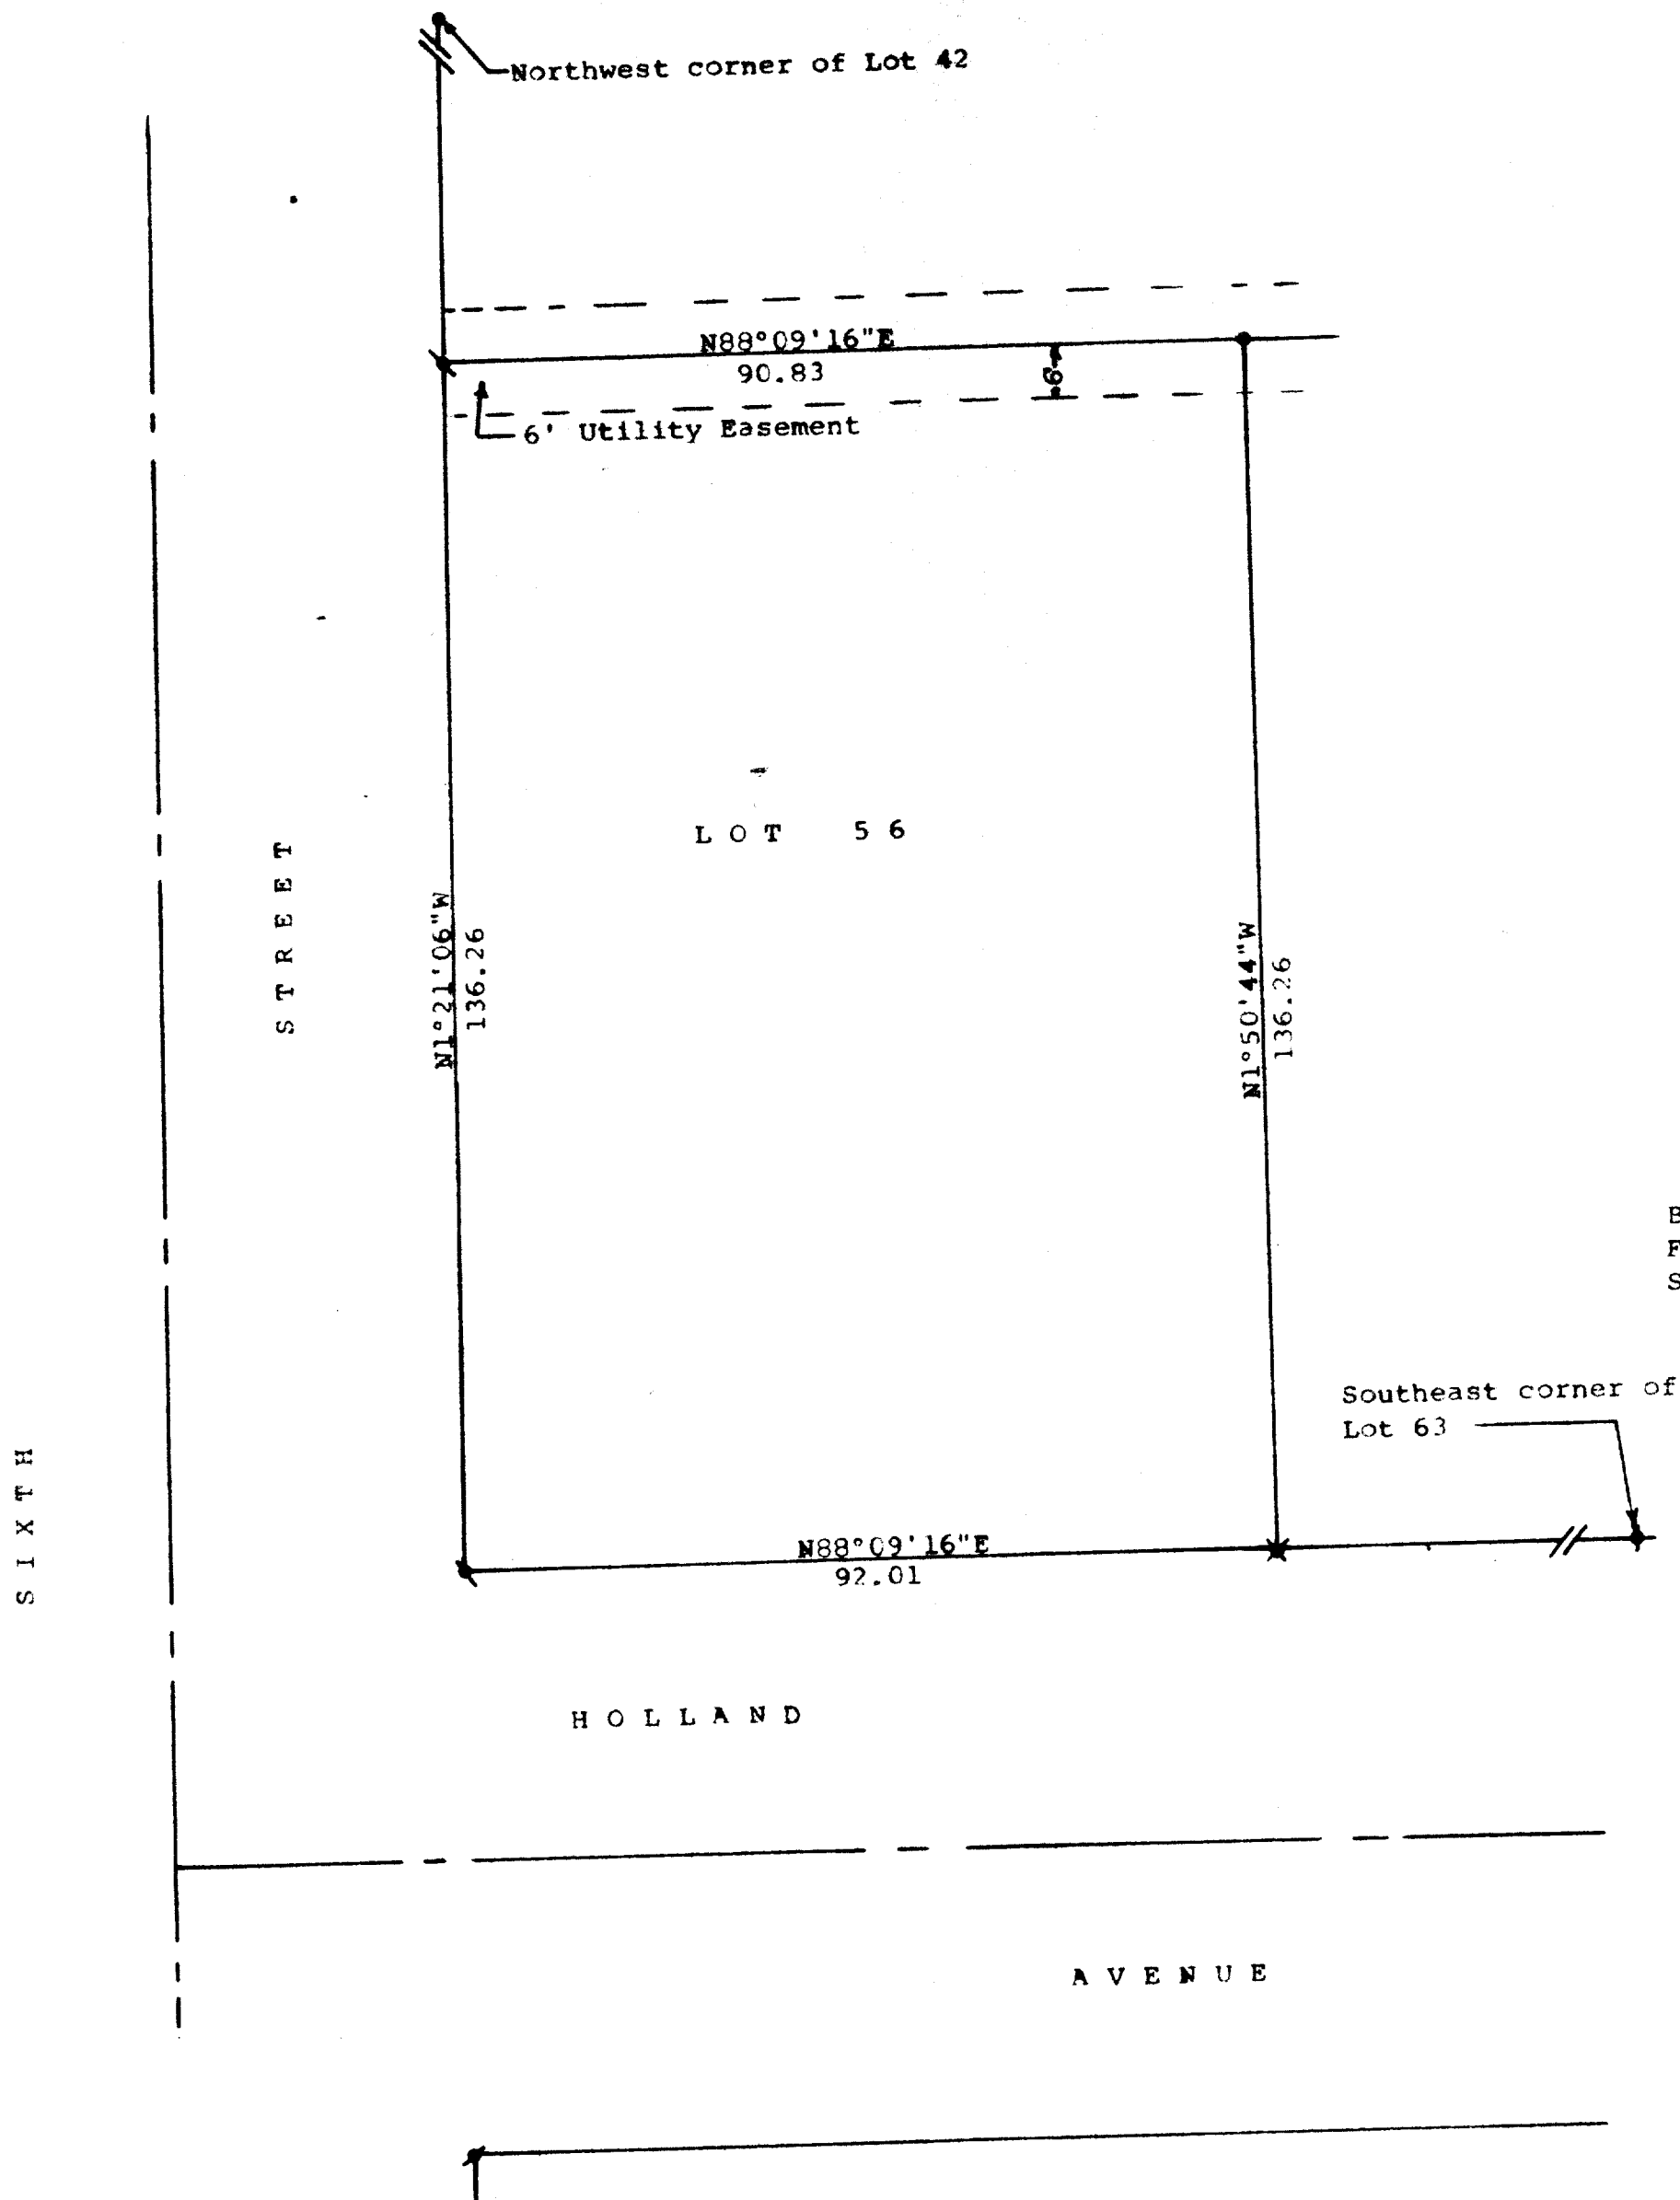 Northwest corner of Lot 42
N88°09'16"E
90.83
6
6' Utility Easement
LOT 56
STREET
N1°21'06"W
136.26
N1°50'44"W
136.26
B
F
S
Southeast corner of
Lot 63
SIXTH
N88°09'16"E
92.01
HOLLAND
AVENUE